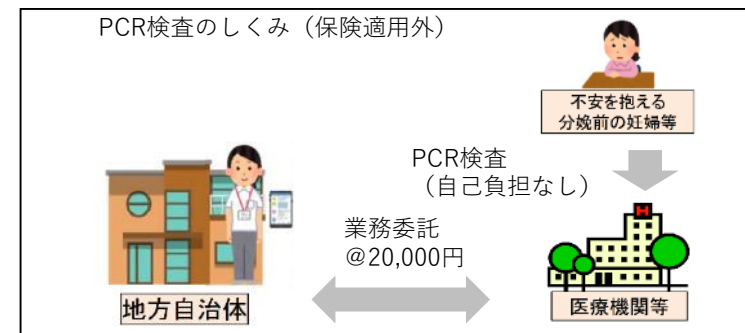 PCR検査のしくみ（保険適用外）
不安を抱える
分娩前の妊婦等
PCR検査
（自己負担なし）
業務委託
＠20,000円
地方自治体
H
医療機関等